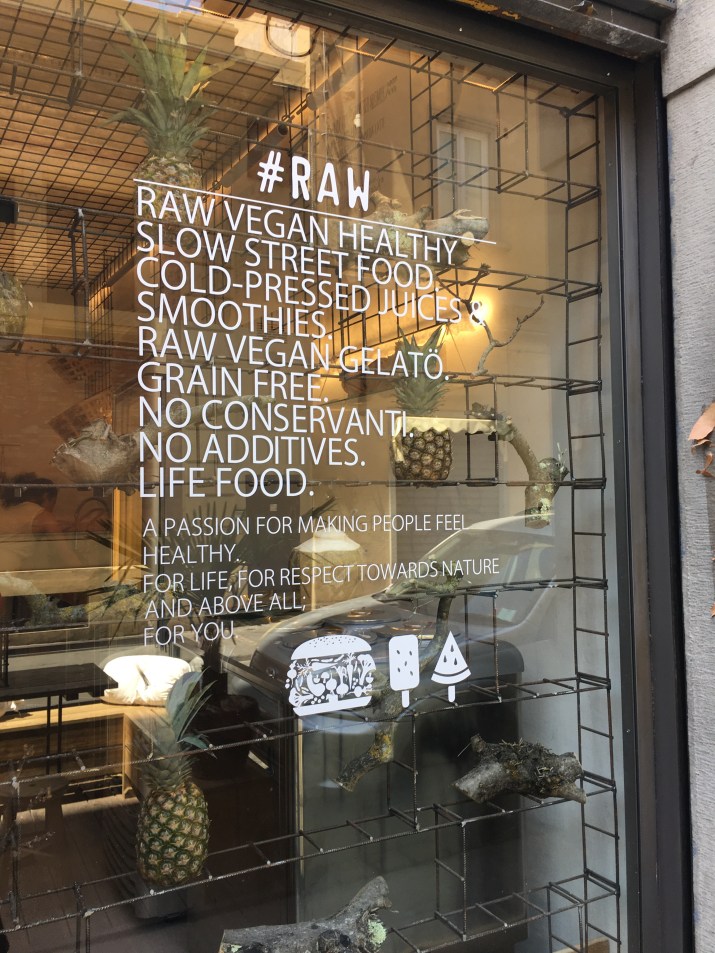 #RAW
RAW VEGAN HEALTHY
SLOW STREET FOOD.
COLD-PRESSED JUICES &
SMOOTHIES.
RAW VEGAN GELATÖ.
GRAIN FREE.
NO CONSERVANTI.
NO ADDITIVES.
LIFE FOOD.
A PASSION FOR MAKING PEOPLE FEEL
HEALTHY.
FOR LIFE, FOR RESPECT TOWARDS NATURE
AND ABOVE ALL;
FOR YOU.